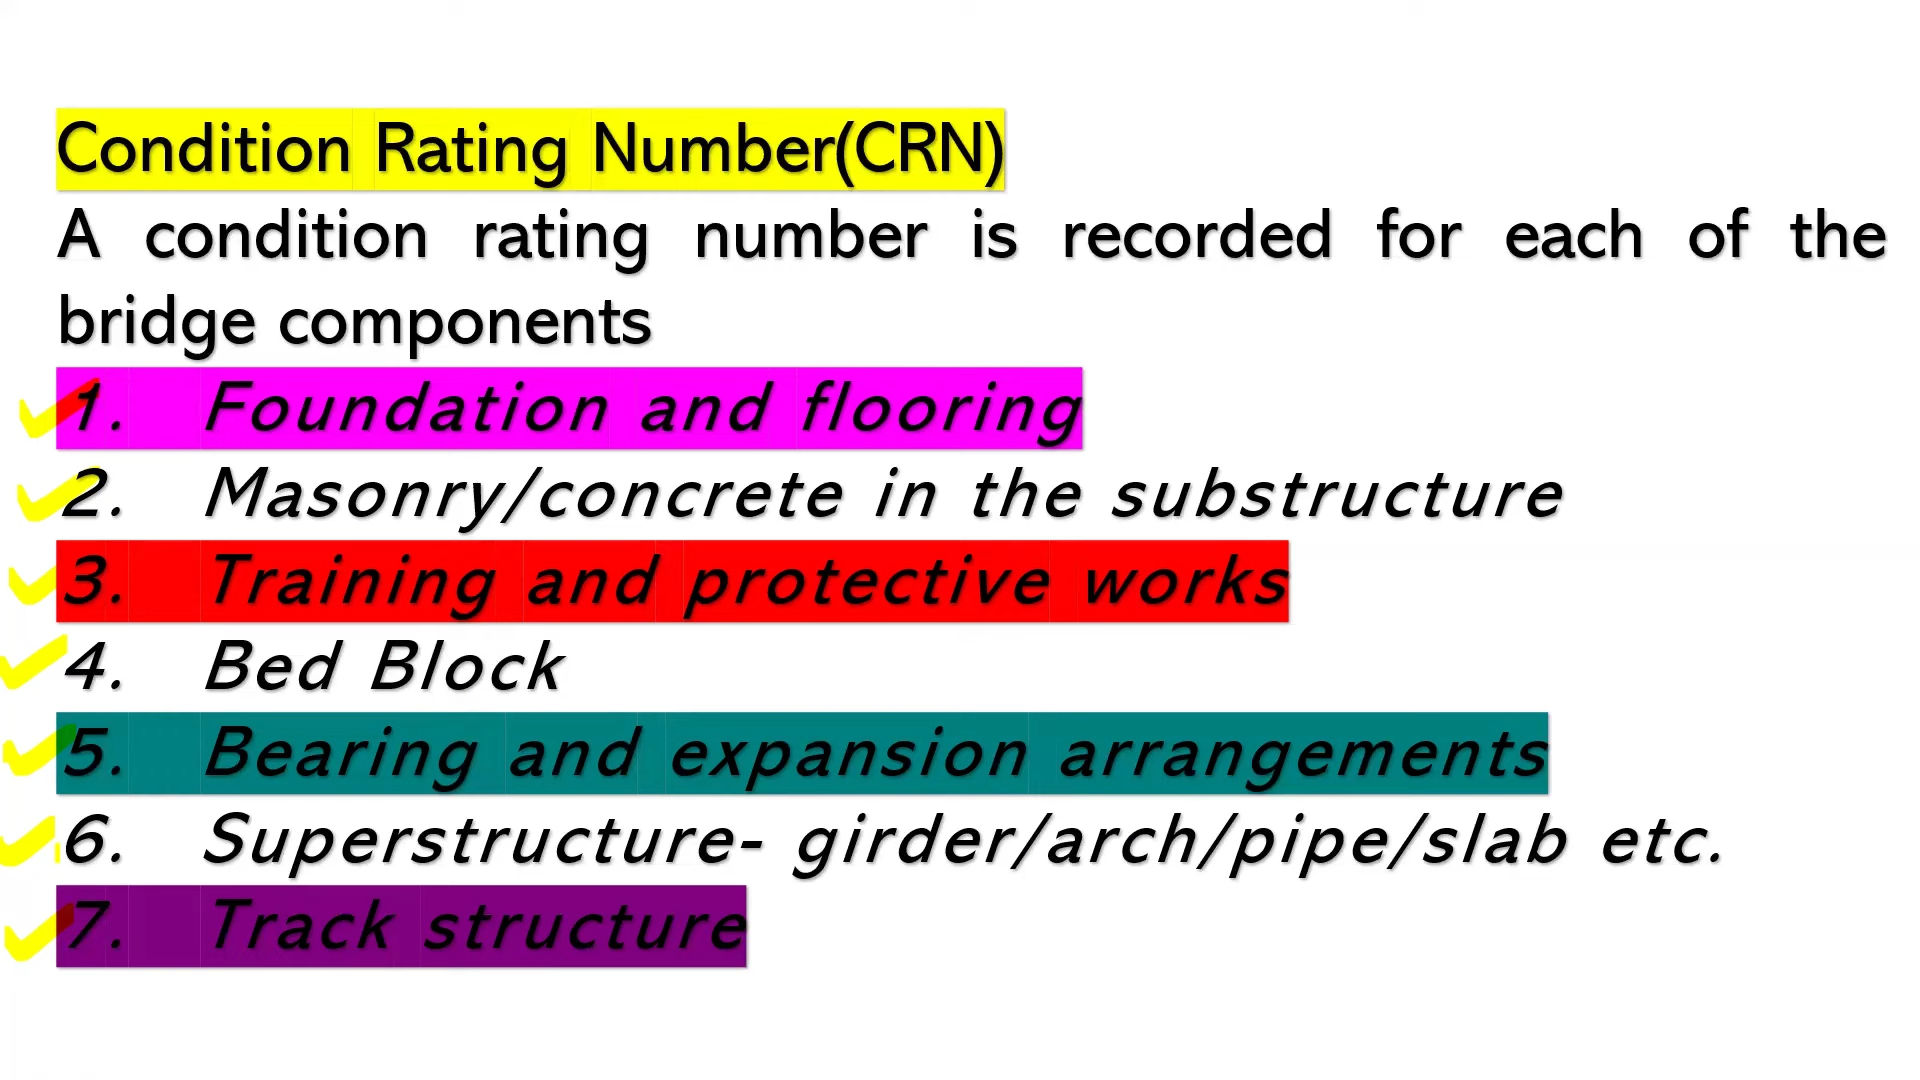 Condition Rating Number(CRN)
A condition rating number is recorded for each of the
bridge components
1. Foundation and flooring
2. Masonry/concrete in the substructure
3. Training and protective works
4. Bed Block
5. Bearing and expansion arrangements
6. Superstructure- girder/arch/pipe/slab etc.
7. Track structure